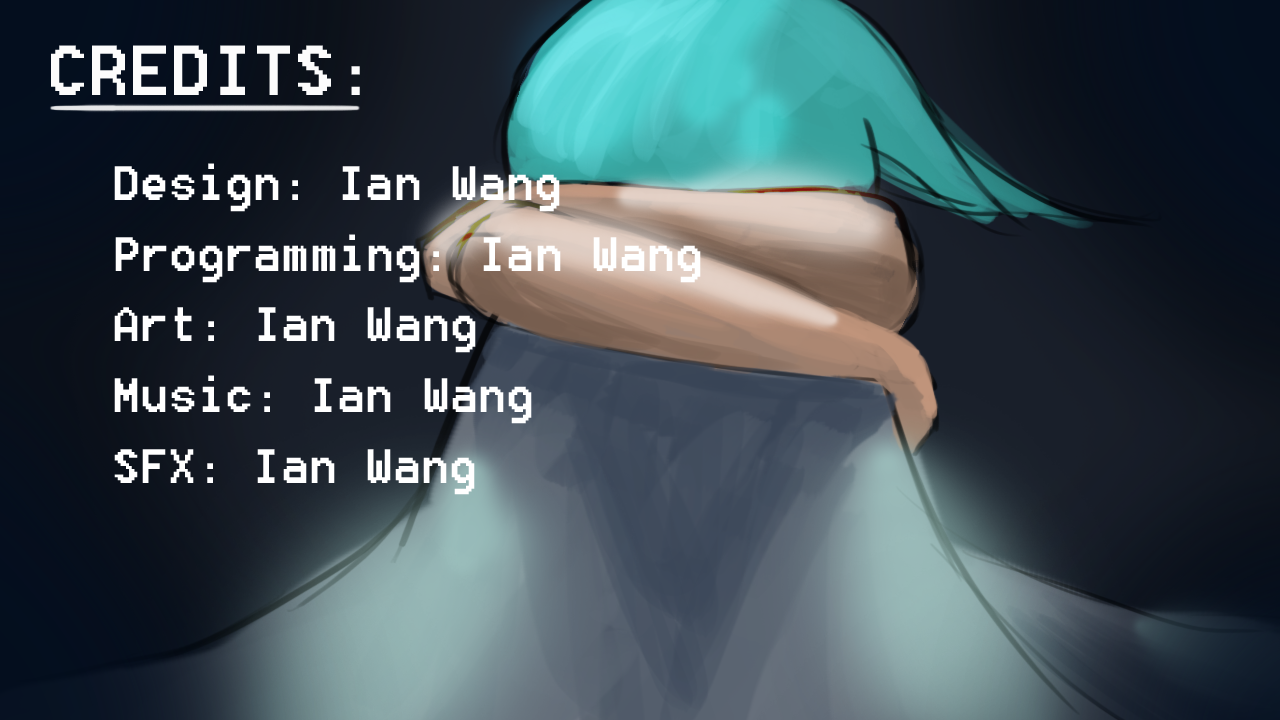 CREDITS:
Design: Ian Wang
Programming: Ian Wang
Art: Ian Wang
Music: Ian Wang
SFX: Ian Wang